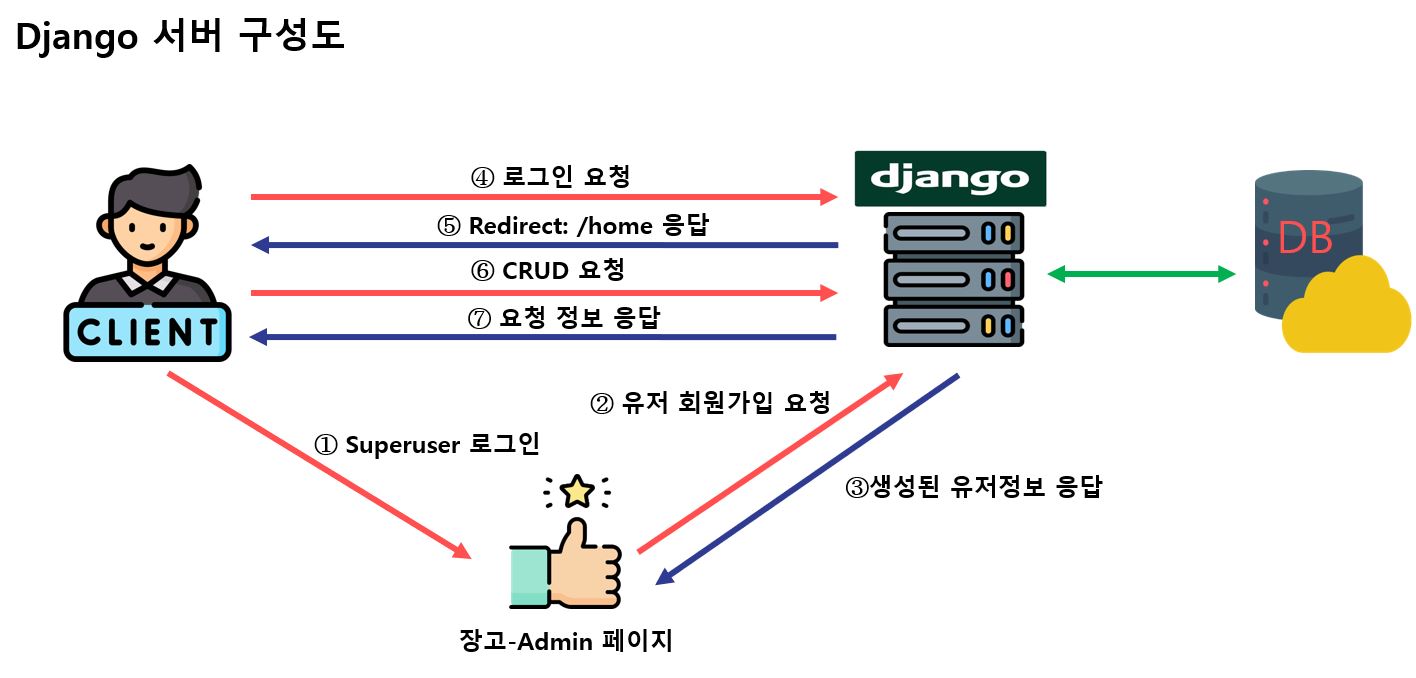 Django 서버 구성도
④ 로그인 요청
django
⑤ Redirect: /home 응답
DB
⑥ CRUD 요청
⑦ 요청 정보 응답
CLIENT
② 유저 회원가입 요청
① Superuser 로그인
③생성된 유저정보 응답
장고-Admin 페이지